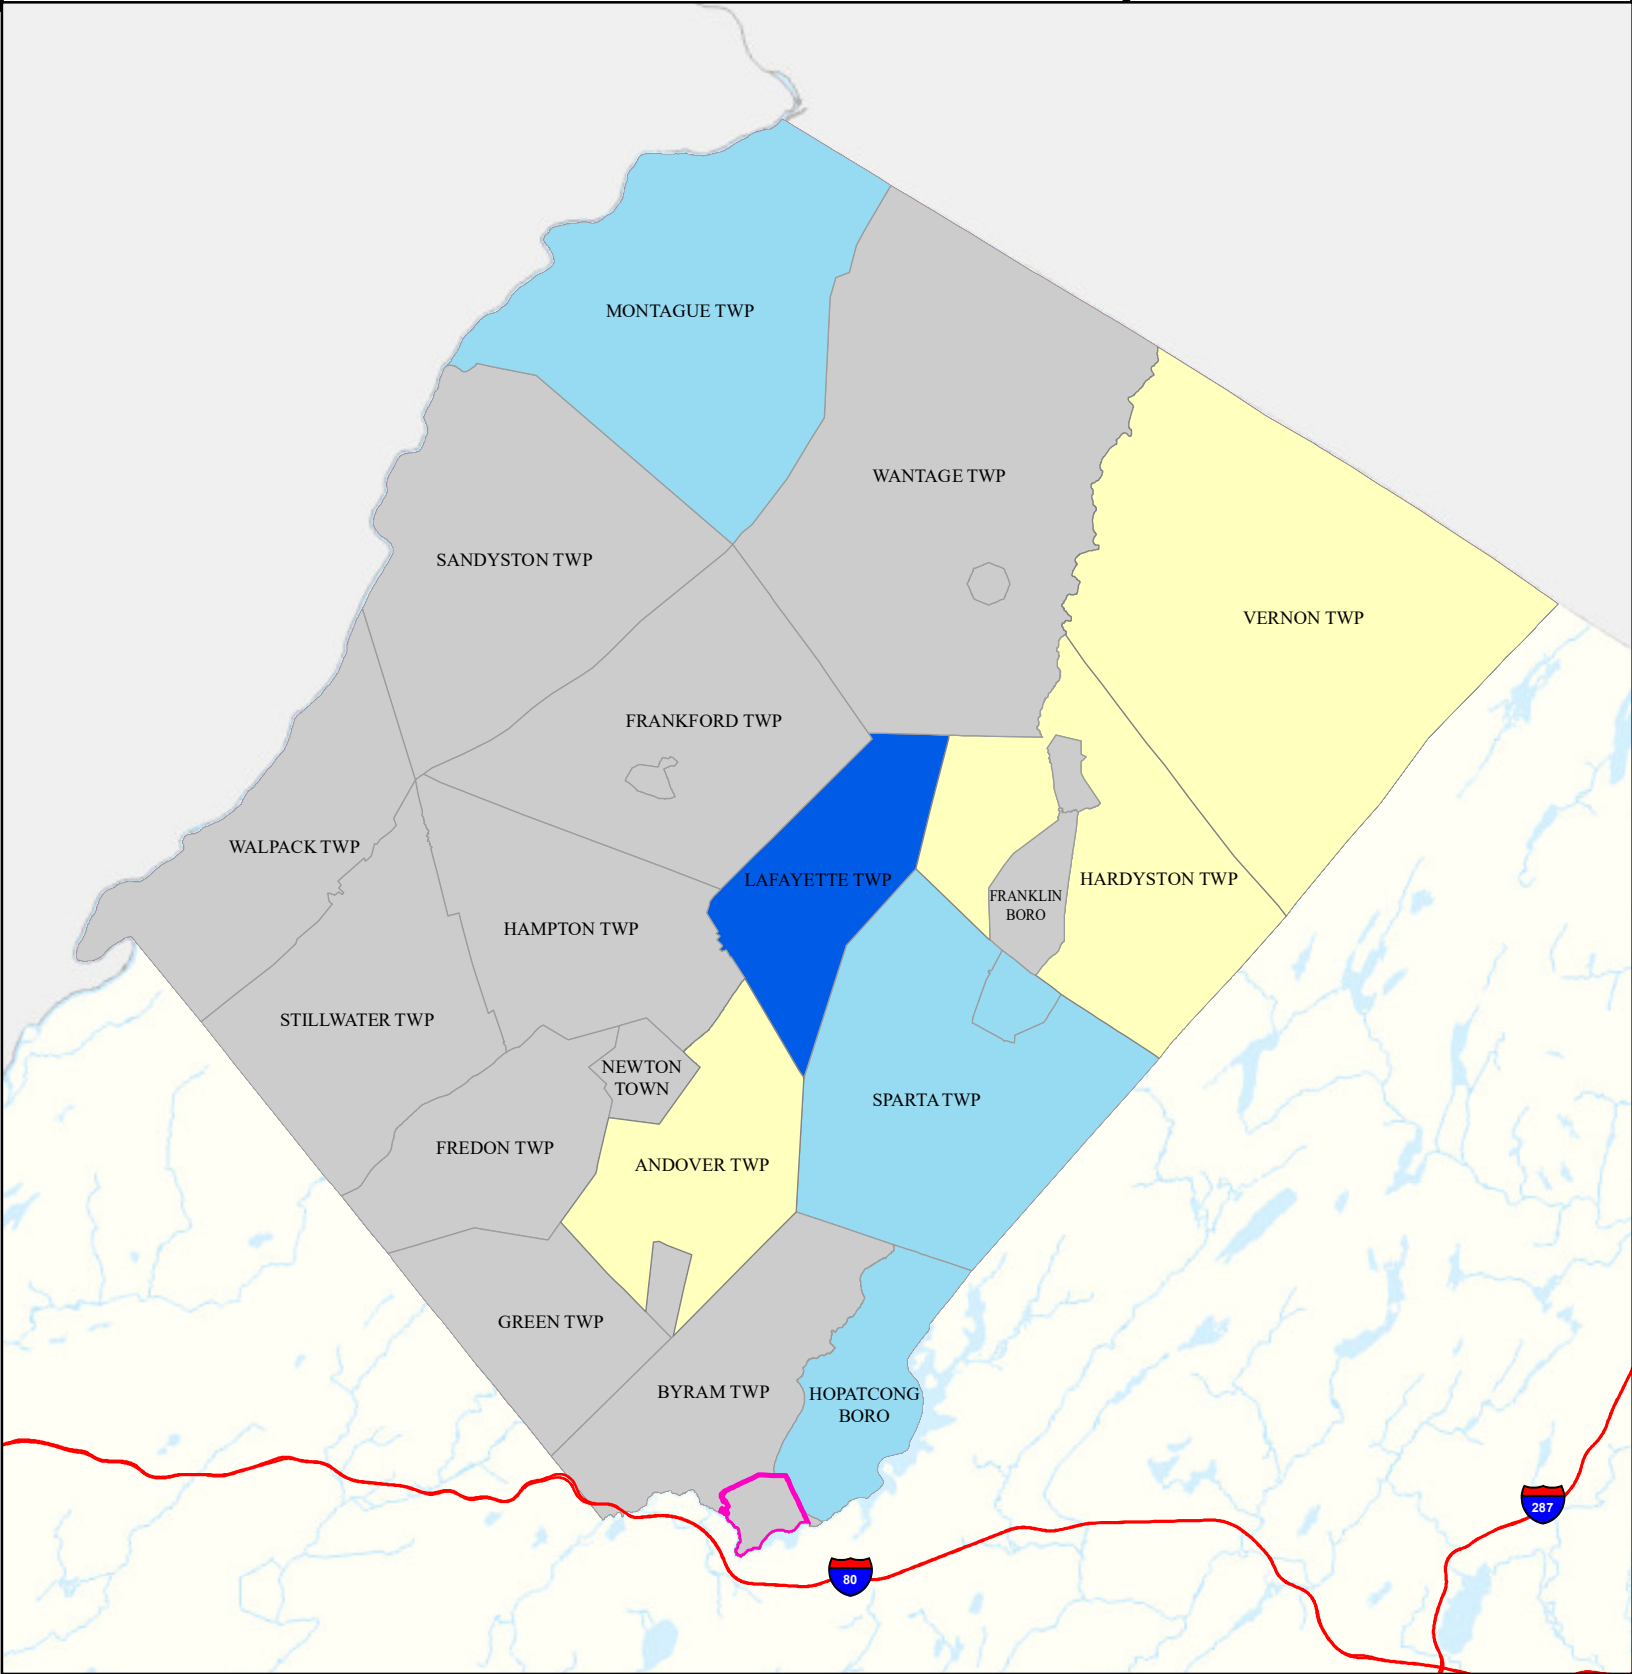 MONTAGUE TWP
WANTAGE TWP
SANDYSTON TWP
VERNON TWP
FRANKFORD TWP
WALPACK TWP
LAFAYETTE TWP
HARDYSTON TWP
FRANKLIN
BORO
HAMPTON TWP
STILLWATER TWP
NEWTON
TOWN
SPARTA TWP
FREDON TWP
ANDOVER TWP
GREEN TWP
BYRAM TWP
HOPATCONG
BORO
287
80